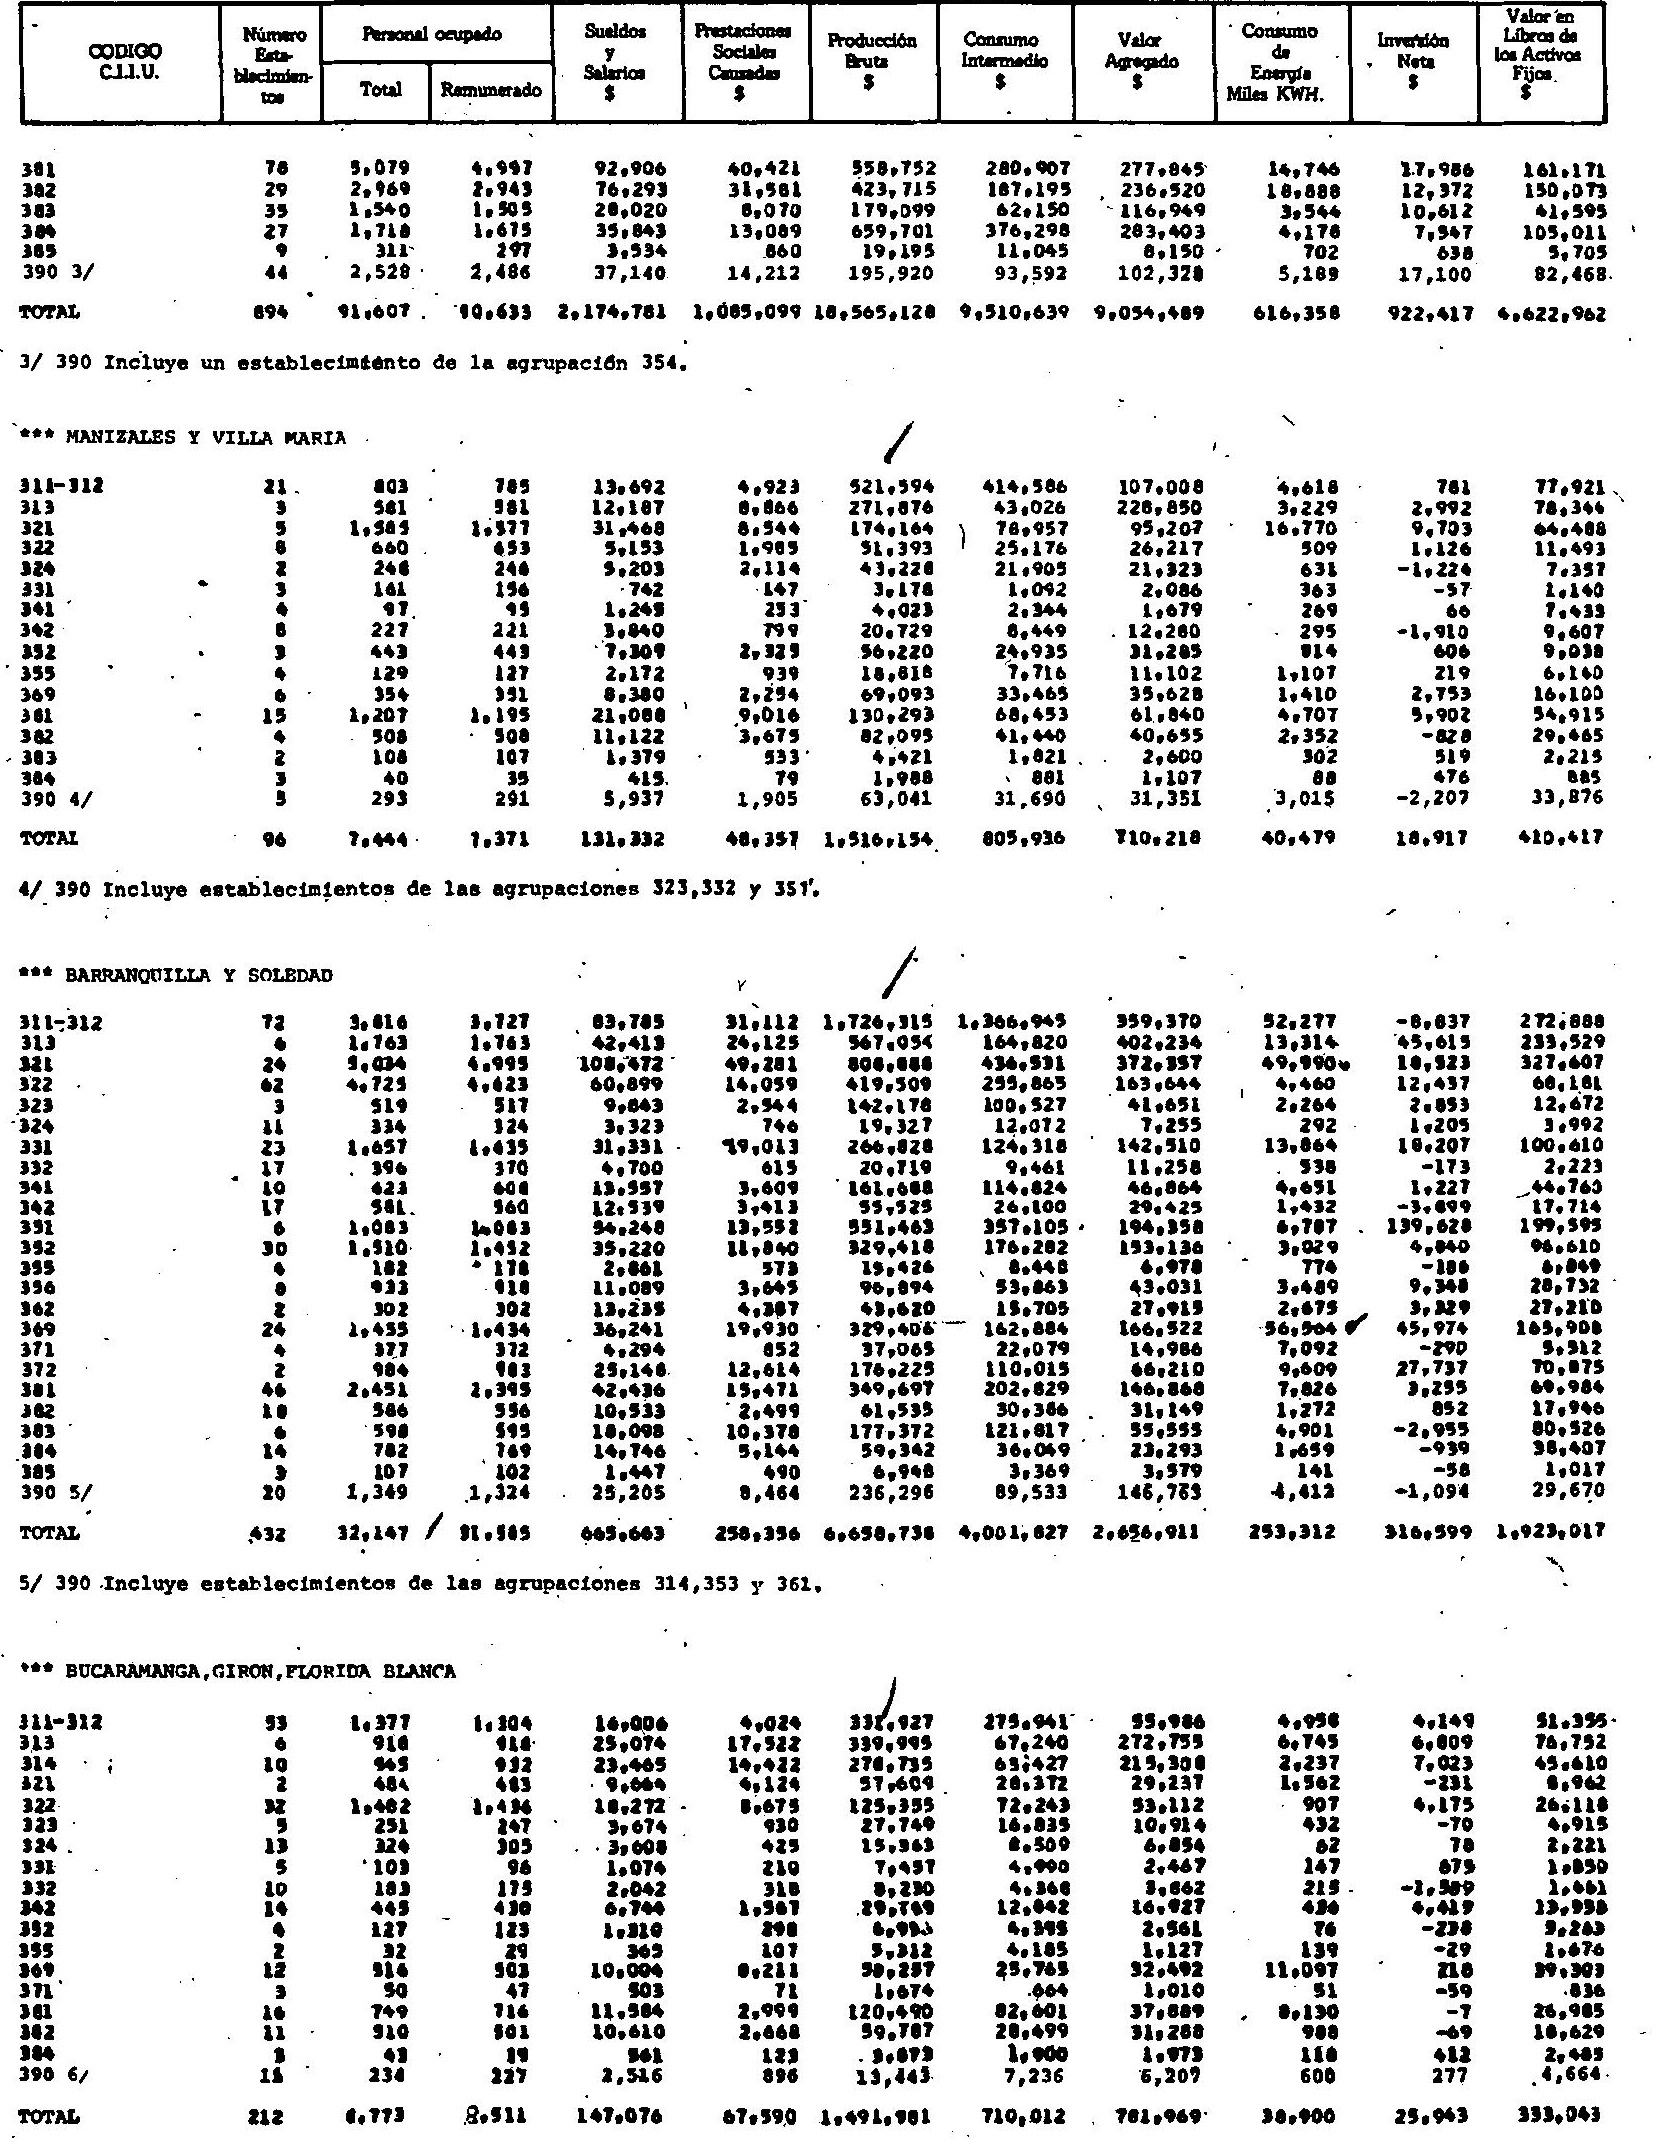 CODIGO C.I.I.U. Número Esta-blecimien-tos Personal ocupado Total Remunerado Sueldos y Salarios $ Prestaciones Sociales Causadas $ Producción Bruta $ Consumo Intermedio $ Valor Agregado $ Consumo de Energía Miles KWH. Inversión Neta $ Valor en Libros de los Activos Fijos $
381 78 5,079 4,997 92,906 40,421 558,752 280,907 277,845 14,746 17,986 161,171
382 29 2,969 2,943 76,293 31,581 423,715 187,195 236,520 18,888 12,372 150,073
383 35 1,540 1,505 28,020 8,070 179,099 62,150 116,949 3,544 10,612 41,595
384 27 1,718 1,675 35,843 13,089 659,701 376,298 283,403 4,178 7,547 105,011
385 9 311 297 3,534 860 19,195 11,045 8,150 702 638 5,705
390 3/ 44 2,528 2,486 37,140 14,212 195,920 93,592 102,328 5,189 17,100 82,468
TOTAL 894 91,607 90,633 2,174,781 1,085,099 18,565,128 9,510,639 9,054,489 616,358 922,417 4,622,962
3/ 390 Incluye un establecimiento de la agrupación 354.
*** MANIZALES Y VILLA MARIA
311-312 21 803 785 13,692 4,923 521,594 414,586 107,008 4,618 781 77,921
313 3 581 581 12,187 8,866 271,876 43,026 228,850 3,229 2,992 78,344
321 5 1,585 1,577 31,468 8,544 174,164 78,957 95,207 16,770 9,703 64,488
322 8 660 453 5,153 1,985 51,393 25,176 26,217 509 1,126 11,493
324 2 248 246 5,203 2,114 43,228 21,905 21,323 631 -1,224 7,357
331 3 161 156 742 147 3,178 1,092 2,086 363 -57 1,140
341 4 97 95 1,245 253 4,023 2,344 1,679 269 66 7,433
342 8 227 221 3,840 799 20,729 8,449 12,280 295 -1,910 9,607
352 3 443 443 7,309 2,325 56,220 24,935 31,285 814 606 9,038
355 4 129 127 2,172 939 18,818 7,716 11,102 1,107 219 6,140
369 6 354 351 8,380 2,254 69,093 33,465 35,628 1,410 2,753 16,100
381 15 1,207 1,195 21,088 9,016 130,293 68,453 61,840 4,707 5,902 54,915
382 4 508 508 11,122 3,675 82,095 41,440 40,655 2,352 -828 29,465
383 2 108 107 1,379 533 4,421 1,821 2,600 302 519 2,215
384 3 40 35 415 79 1,988 881 1,107 88 476 885
390 4/ 3 293 291 5,937 1,905 63,041 31,690 31,351 3,015 -2,207 33,876
TOTAL 96 7,444 7,371 131,332 48,357 1,516,154 805,936 710,218 40,479 18,917 410,417
4/ 390 Incluye establecimientos de las agrupaciones 323,332 y 351.
*** BARRANQUILLA Y SOLEDAD
311-312 72 3,816 3,727 83,785 31,112 1,726,315 1,366,945 359,370 52,277 -8,837 272,888
313 6 1,763 1,763 42,413 24,125 567,054 164,820 402,234 13,314 45,615 233,529
321 24 5,034 4,995 108,472 49,281 808,888 436,531 372,357 49,990 18,523 327,607
322 62 4,725 4,623 60,899 14,059 419,509 255,865 163,644 4,460 12,437 68,181
323 3 519 517 9,843 2,544 142,178 100,527 41,651 2,264 2,853 12,672
324 11 334 324 3,323 746 19,327 12,072 7,255 292 1,205 3,992
331 23 1,657 1,635 31,331 19,013 266,828 124,318 142,510 13,864 18,207 100,610
332 17 396 370 4,700 615 20,719 9,461 11,258 538 -173 2,223
341 10 623 608 13,557 3,609 161,688 114,824 46,864 4,651 1,227 44,763
342 17 581 560 12,539 3,413 55,525 26,100 29,425 1,432 -3,899 17,714
351 6 1,083 1,083 54,248 13,552 551,463 357,105 194,358 6,787 139,628 199,595
352 30 1,510 1,452 35,220 11,840 329,418 176,282 153,136 3,029 4,840 96,610
355 4 182 178 2,861 573 15,426 8,448 6,978 774 -186 6,849
356 8 933 918 11,089 3,645 96,894 53,863 43,031 3,489 9,348 28,732
362 2 302 302 13,235 4,387 43,620 15,705 27,915 2,675 3,329 27,210
369 24 1,455 1,434 36,241 19,930 329,406 162,884 166,522 56,504 45,974 165,908
371 4 377 372 4,294 852 37,065 22,079 14,986 7,092 -290 5,512
372 2 984 983 25,148 12,614 176,225 110,015 66,210 9,609 27,737 70,875
381 46 2,451 2,395 42,436 15,471 349,697 202,829 146,868 7,826 3,255 69,984
382 18 586 556 10,533 2,499 61,535 30,386 31,149 1,272 852 17,946
383 6 598 595 18,098 10,378 177,372 121,817 55,555 4,901 -2,955 80,526
384 14 782 769 14,746 5,144 59,342 36,049 23,293 1,659 -939 38,407
385 3 107 102 1,447 490 6,948 3,369 3,579 141 -58 1,017
390 5/ 20 1,349 1,324 25,205 8,464 236,296 89,533 146,763 4,412 -1,094 29,670
TOTAL 432 32,147 31,585 665,663 258,356 6,658,738 4,001,827 2,656,911 253,312 316,599 1,923,017
5/ 390 Incluye establecimientos de las agrupaciones 314,353 y 361.
*** BUCARAMANGA,GIRON,FLORIDA BLANCA
311-312 53 1,377 1,304 16,006 4,024 331,927 275,941 55,986 4,958 4,149 51,355
313 6 918 918 25,074 17,522 339,995 67,240 272,755 6,745 6,809 76,752
314 10 945 932 23,465 14,422 278,735 63,427 215,308 2,237 7,023 45,610
321 2 484 483 9,664 4,124 57,609 28,372 29,237 1,562 -231 8,962
322 32 1,482 1,436 18,272 8,675 125,355 72,243 53,112 907 4,175 26,118
323 5 251 247 3,674 930 27,749 16,835 10,914 432 -70 4,915
324 13 324 305 3,608 425 15,363 8,509 6,854 82 78 2,221
331 5 103 96 1,074 210 7,457 4,990 2,467 147 675 1,850
332 10 183 175 2,042 318 8,230 4,368 3,862 215 -1,389 1,461
342 14 445 430 6,744 1,567 29,769 12,842 16,927 436 4,419 13,958
352 4 127 123 1,310 298 6,956 4,395 2,561 76 -238 3,263
355 2 32 29 365 107 5,312 4,185 1,127 139 -29 1,676
369 12 516 503 10,004 8,211 58,257 25,765 32,492 11,097 218 39,303
371 3 50 47 503 71 1,674 664 1,010 51 -59 836
381 16 749 716 11,584 2,999 120,490 82,601 37,889 8,130 -7 26,985
382 11 510 501 10,610 2,668 59,787 28,499 31,288 988 -69 18,629
384 3 43 39 561 123 3,873 1,900 1,973 118 412 2,485
390 6/ 11 234 227 2,516 896 13,443 7,236 6,207 600 277 4,664
TOTAL 212 8,773 8,511 147,076 67,590 1,491,981 710,012 781,969 38,900 25,943 333,043